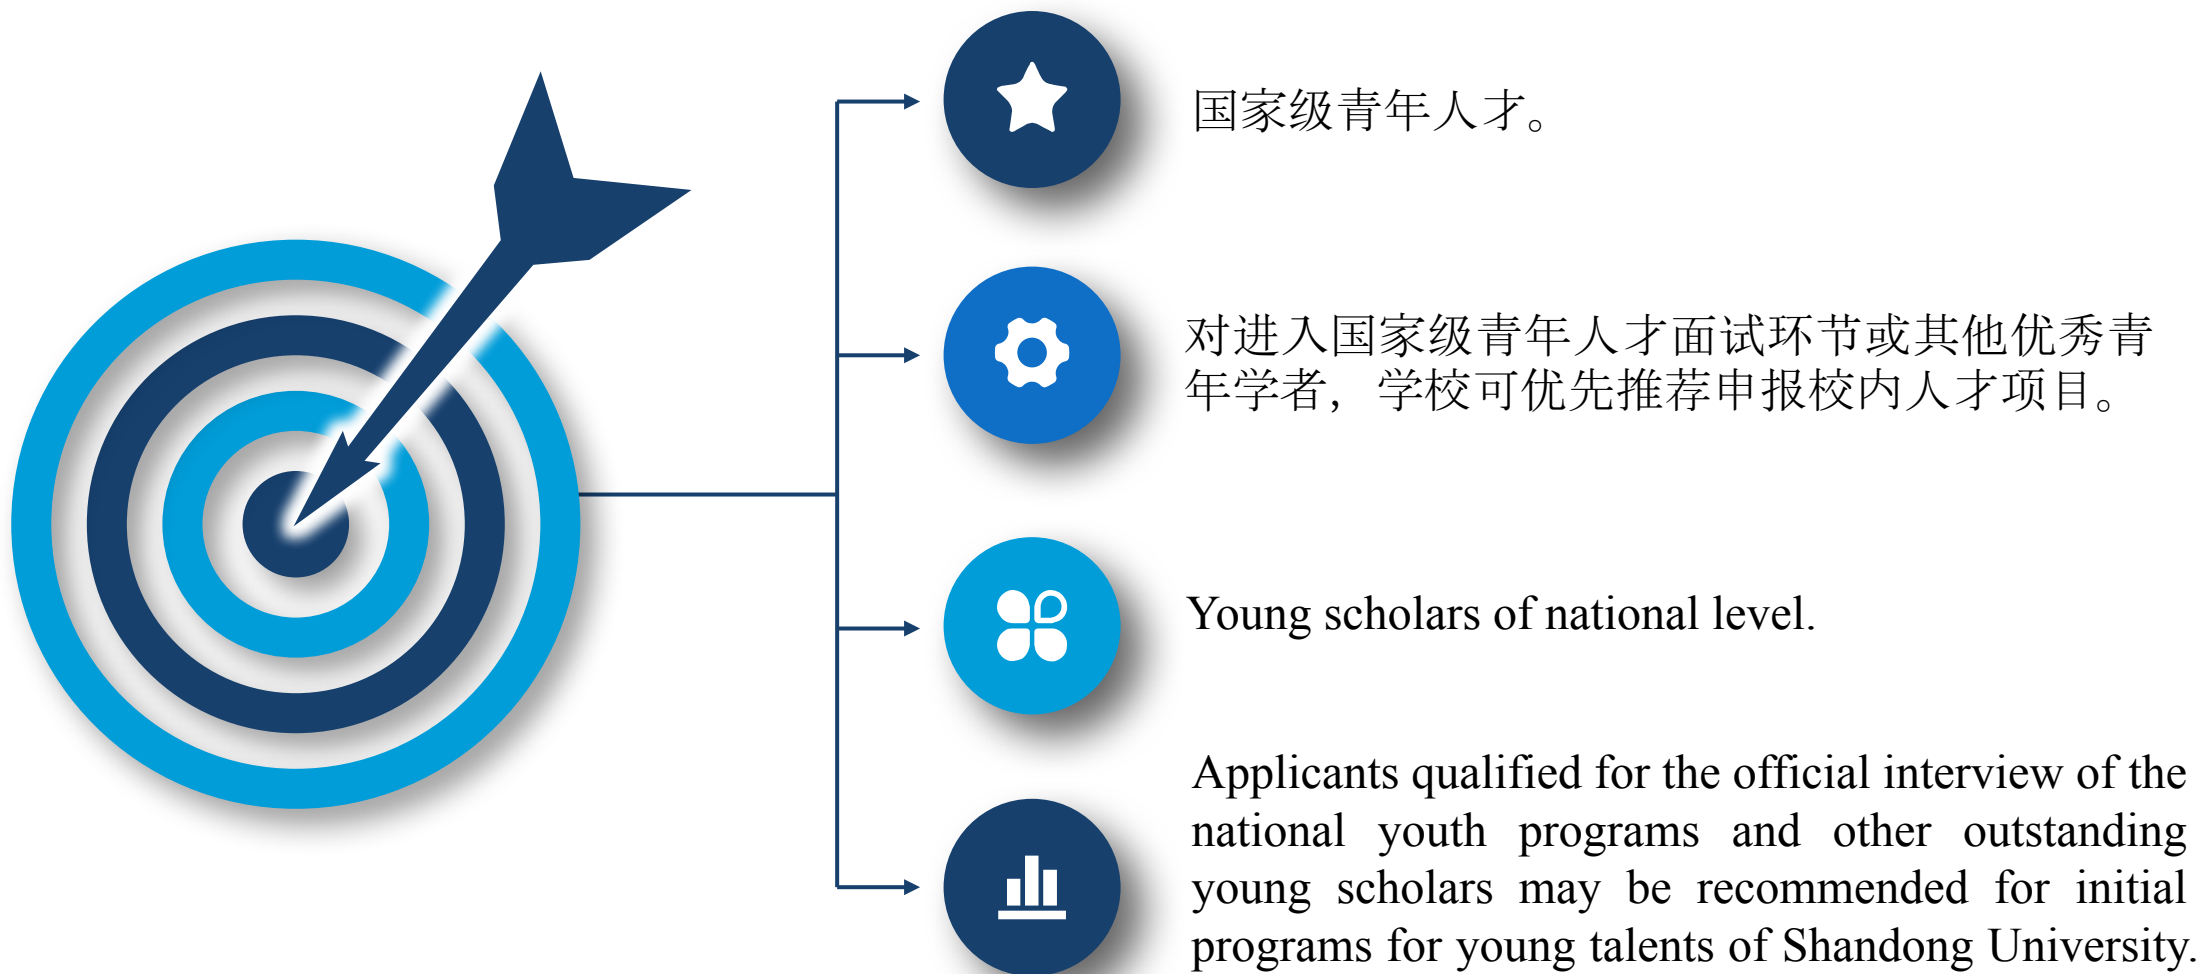 国家级青年人才。
对进入国家级青年人才面试环节或其他优秀青
年学者，学校可优先推荐申报校内人才项目。
Young scholars of national level.
Applicants qualified for the official interview of the
national youth programs and other outstanding
young scholars may be recommended for initial
programs for young talents of Shandong University.